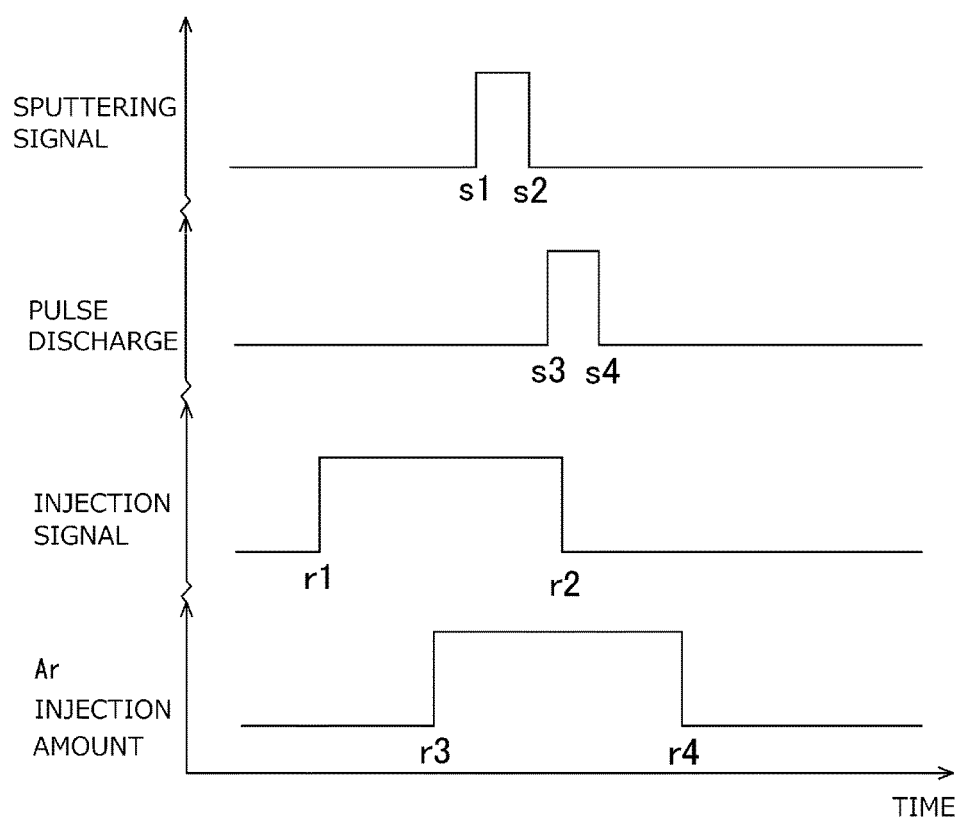 SPUTTERING
SIGNAL
s1 s2
PULSE
DISCHARGE
s3 s4
INJECTION
SIGNAL
r1 r2
Ar
INJECTION
AMOUNT
r3 r4
TIME